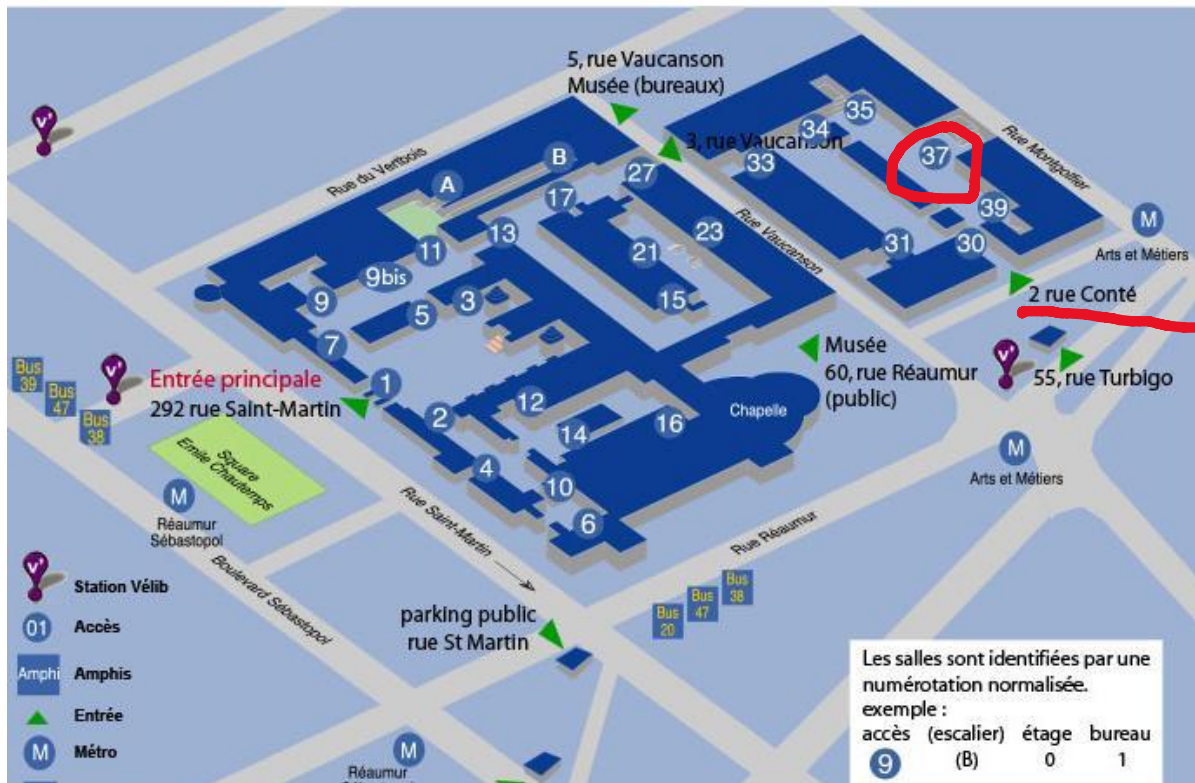 5, rue Vaucanson
Musée (bureaux)
3, rue Vaucanson
Rue du Vertbois
Rue Montgolfier
Rue Vaucanson
A
B
35
34
37
33
27
17
39
M
Arts et Métiers
11
13
23
21
31
30
9bis
9
3
5
15
2 rue Conté
7
Musée
60, rue Réaumur
(public)
55, rue Turbigo
Bus
39
Bus
47
Bus
38
Entrée principale
292 rue Saint-Martin
1
2
12
14
16
Chapelle
Square
Emile Chautemps
4
10
6
M
Arts et Métiers
M
Réaumur
Sébastopol
Rue Saint-Martin
Rue Réaumur
Boulevard Sébastopol
Bus
20
Bus
47
Bus
38
parking public
rue St Martin
Station Vélib
01
Accès
Amphi
Amphis
Entrée
M
Métro
M
Réaumur
Les salles sont identifiées par une
numérotation normalisée.
exemple :
accès (escalier) étage bureau
9 (B) 0 1